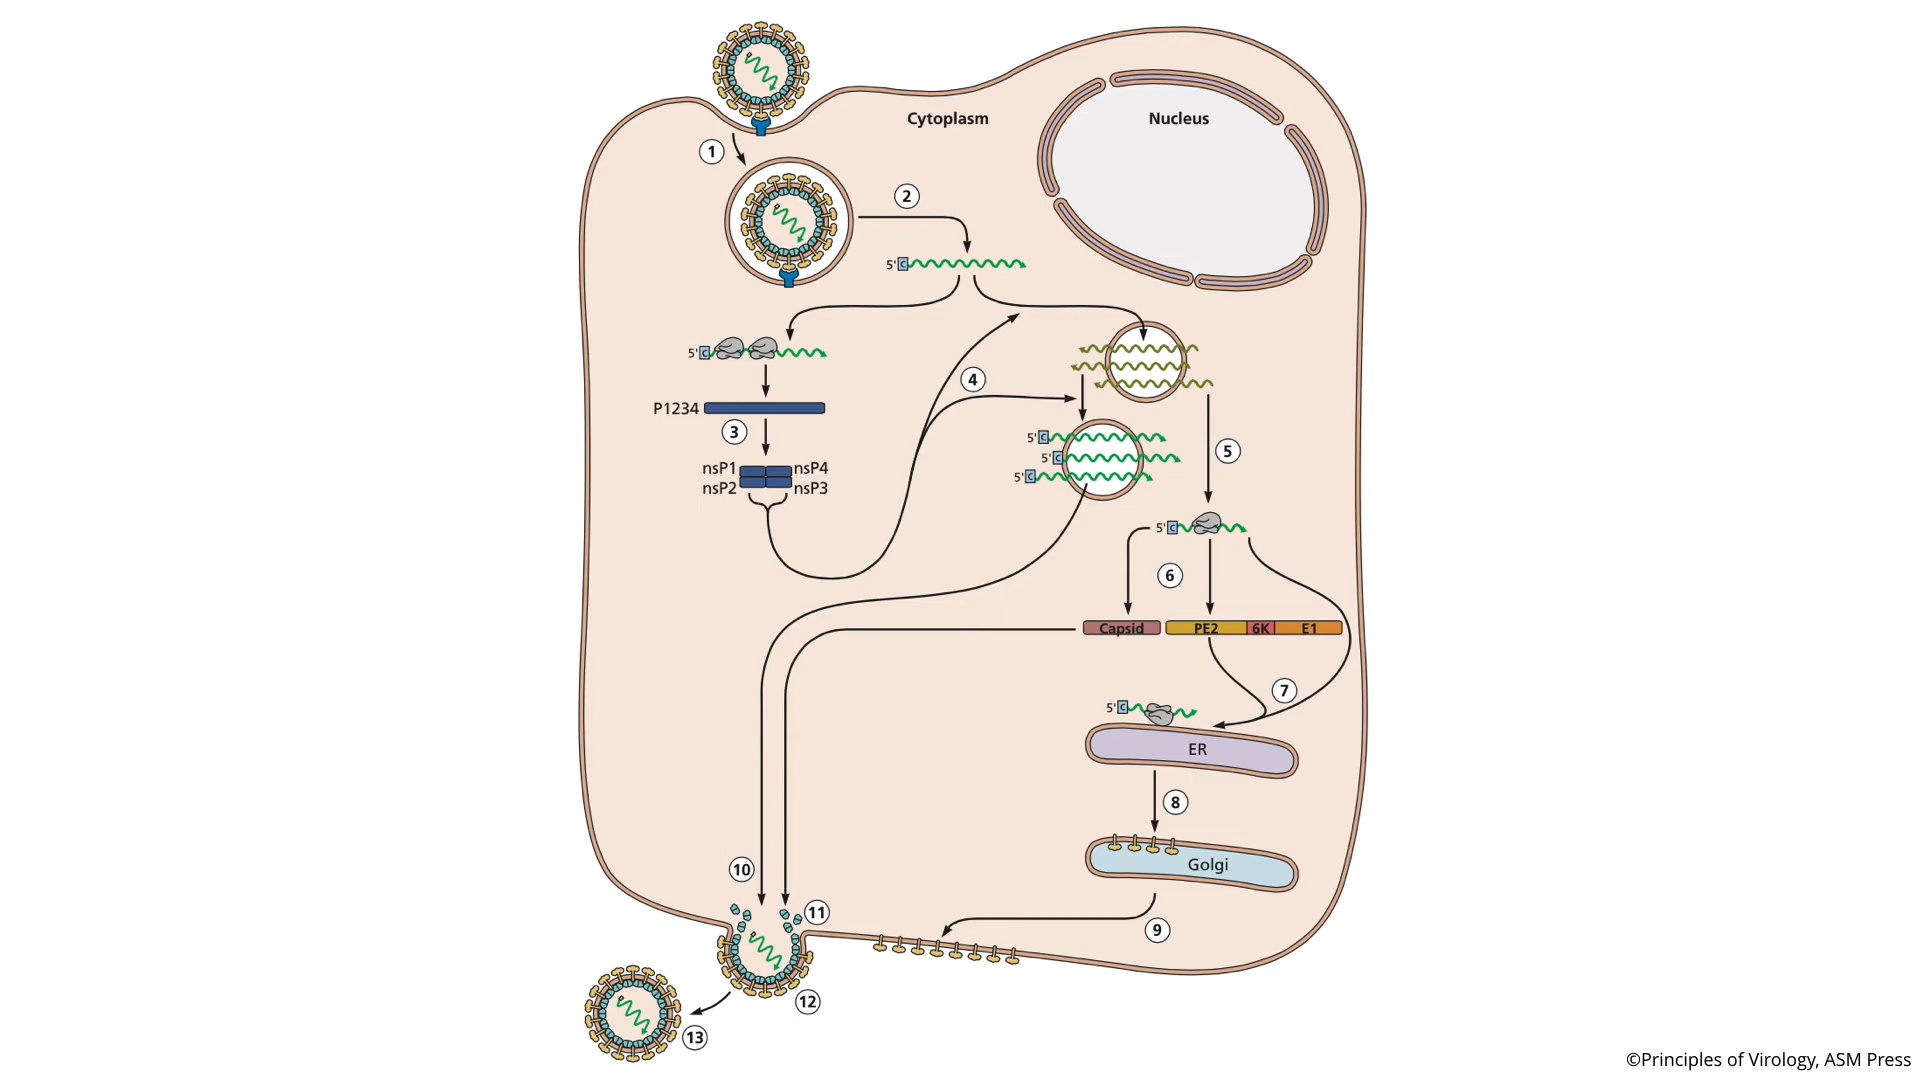 Cytoplasm
Nucleus
1
2
5' C
5' C
4
P1234
3
5' C
5' C
5' C
5
nsP1 nsP4
nsP2 nsP3
5' C
6
Capsid PE2 6K E1
7
5' C
ER
8
Golgi
10
11
9
12
13
©Principles of Virology, ASM Press